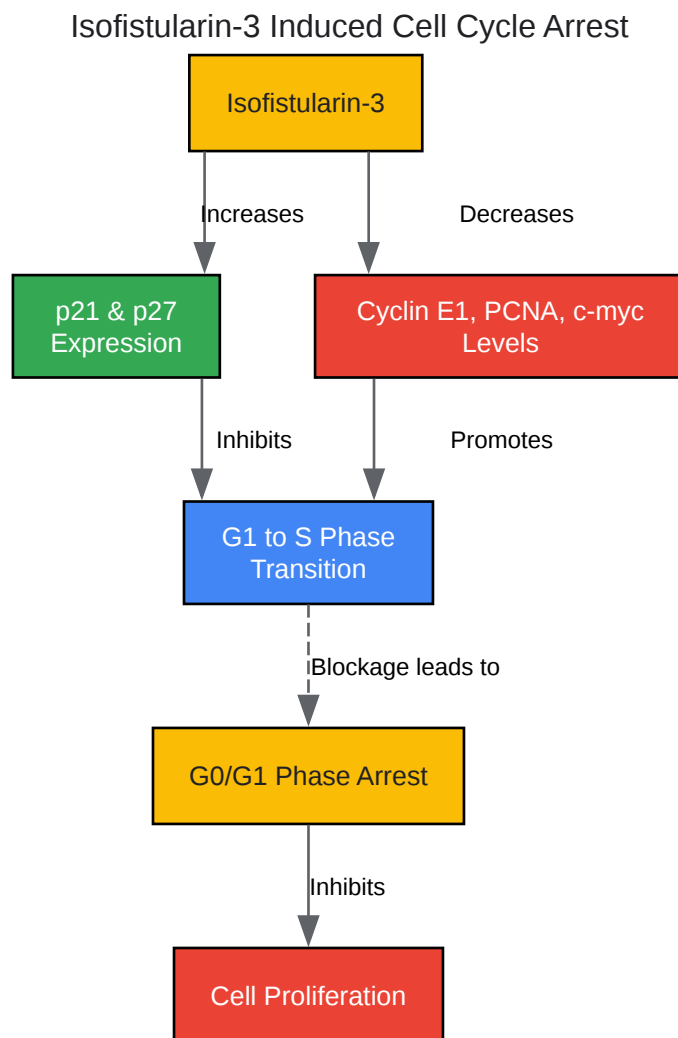 Isofistularin-3 Induced Cell Cycle Arrest
Isofistularin-3
Increases
Decreases
p21 & p27
Expression
Cyclin E1, PCNA, c-myc
Levels
Inhibits
Promotes
G1 to S Phase
Transition
Blockage leads to
G0/G1 Phase Arrest
Inhibits
Cell Proliferation